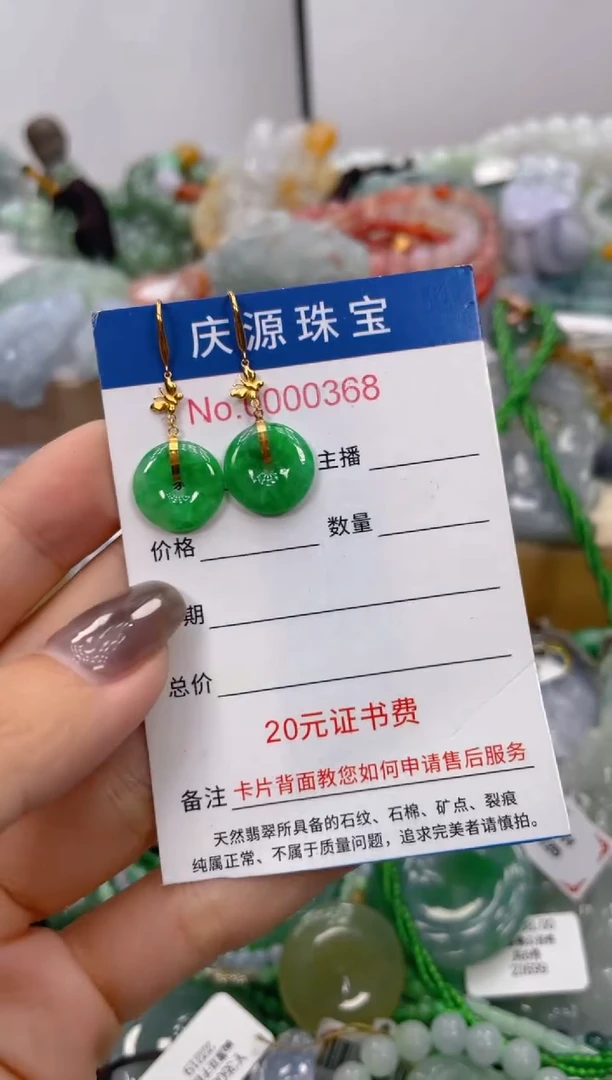 庆源珠宝
No.0000368
主播
价格
数量
期
总价
20元证书费
备注 卡片背面教您如何申请售后服务
天然翡翠所具备的石纹、石棉、矿点、裂痕
纯属正常、不属于质量问题，追求完美者请慎拍。